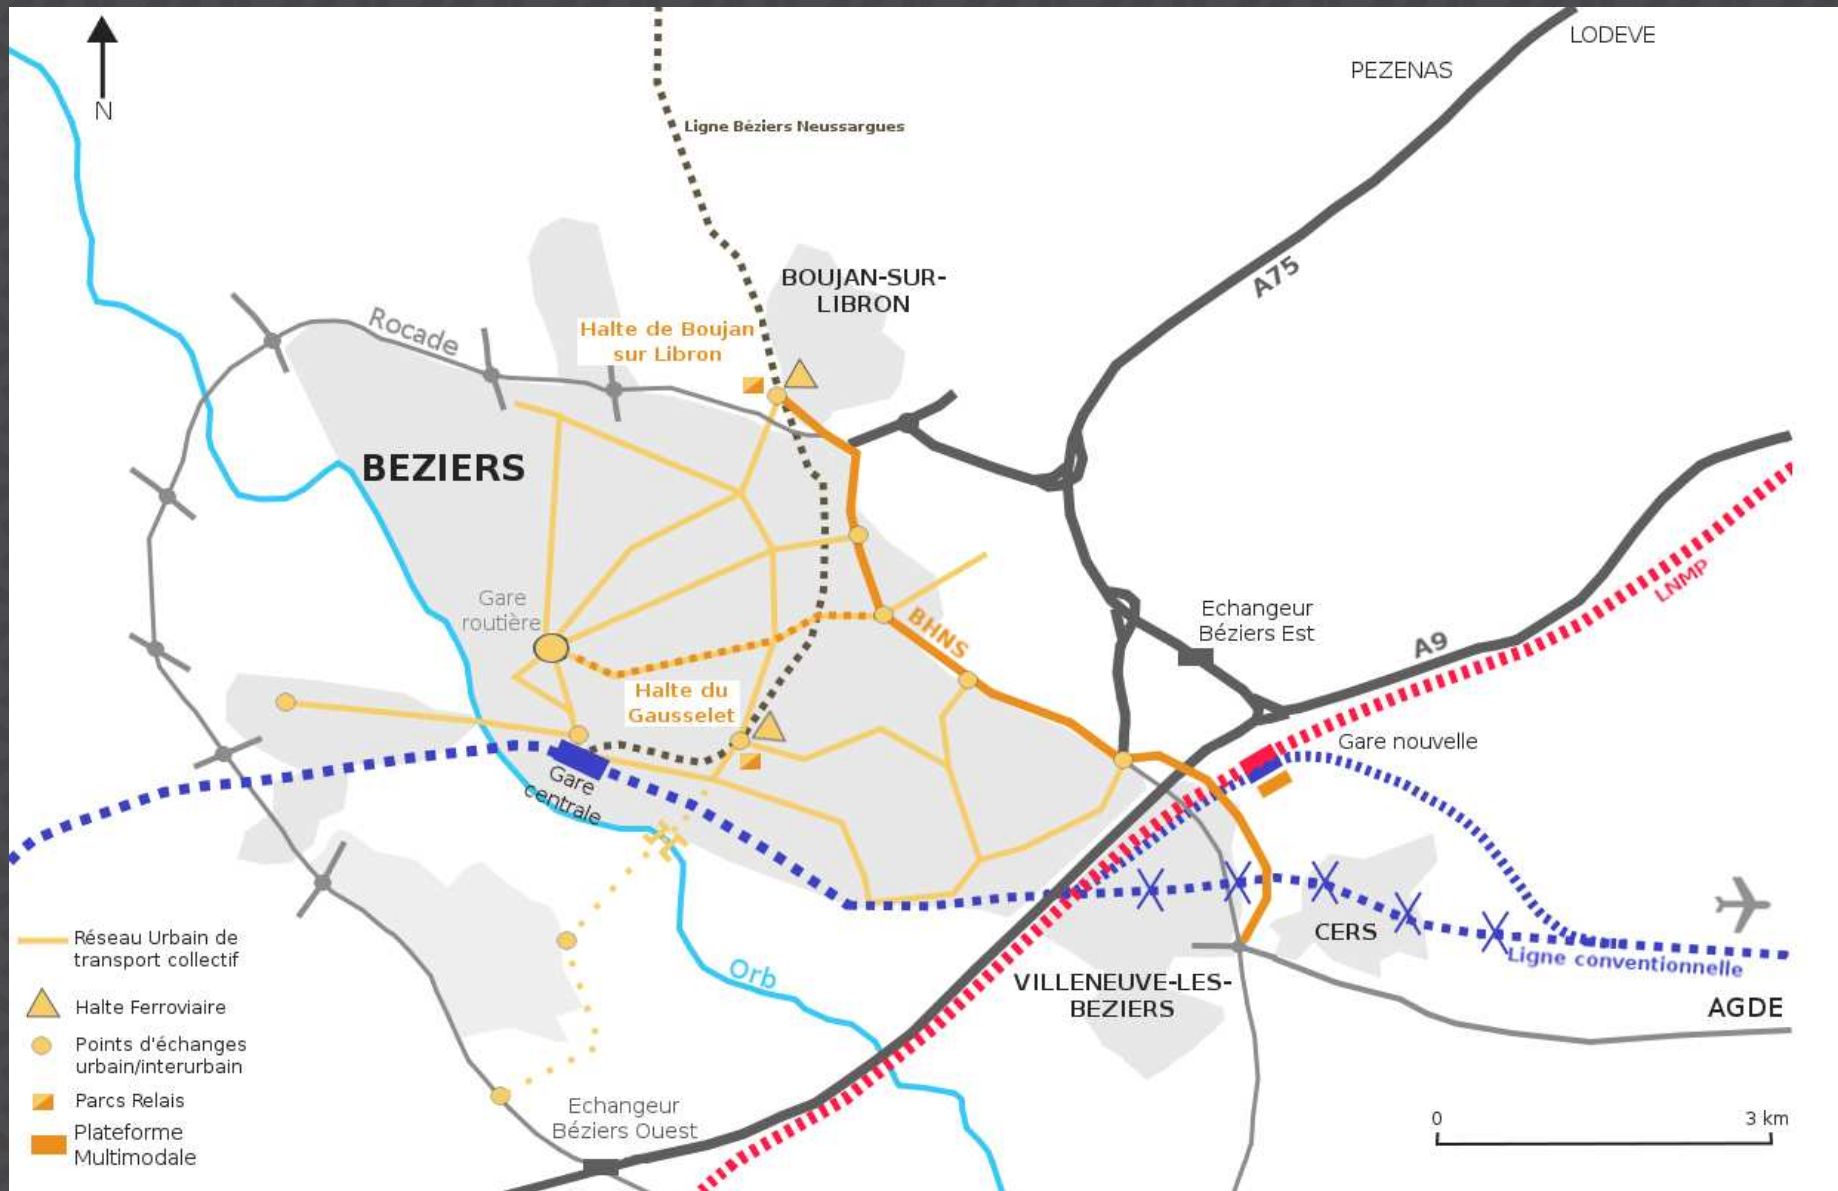 N
LODEVE
PEZENAS
Ligne Béziers Neussargues
BOUJAN-SUR-
LIBRON
A75
Rocade
Halte de Boujan
sur Libron
BEZIERS
LNMP
Gare
routière
BHNS
Echangeur
Béziers Est
A9
Halte du
Gausselet
Gare nouvelle
Gare
centrale
CERS
Ligne conventionnelle
Orb
VILLENEUVE-LES-
BEZIERS
AGDE
Echangeur
Béziers Ouest
0 3 km
Réseau Urbain de
transport collectif
Halte Ferroviaire
Points d'échanges
urbain/interurbain
Parcs Relais
Plateforme
Multimodale